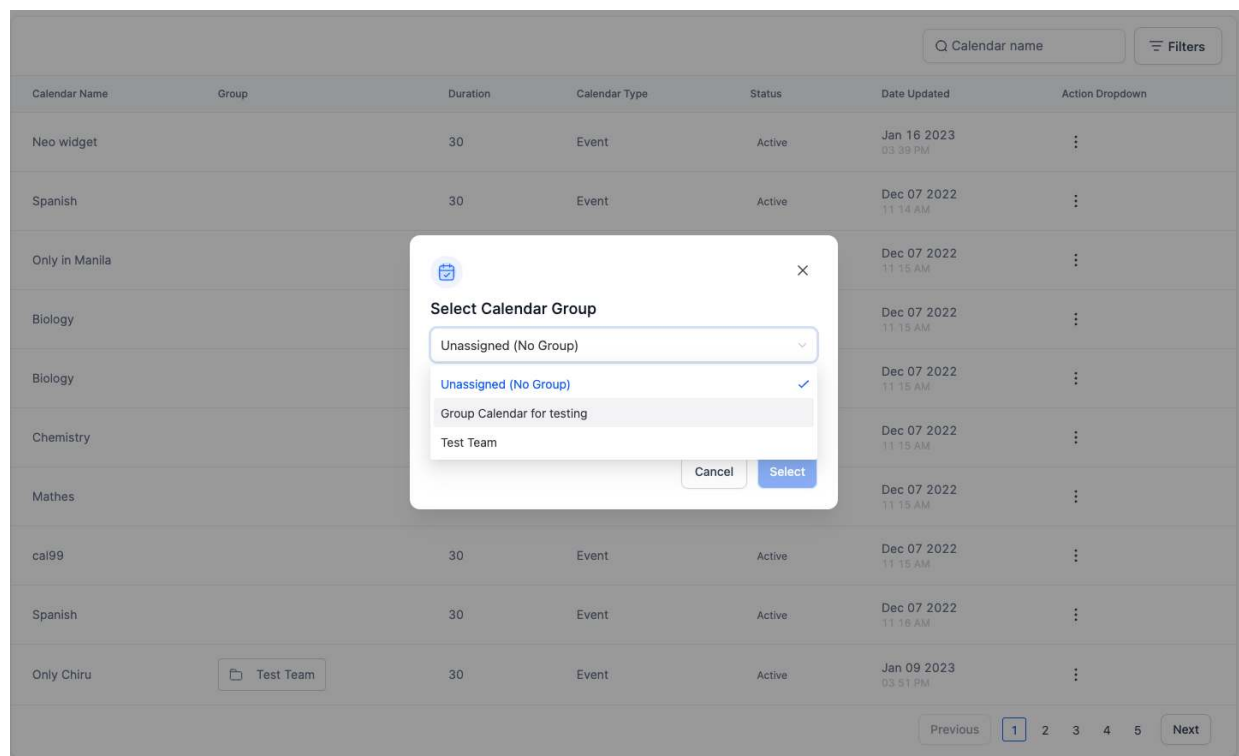 Calendar name
Filters
Calendar Name Group Duration Calendar Type Status Date Updated Action Dropdown
Neo widget 30 Event Active Jan 16 2023
03 39 PM
Spanish 30 Event Active Dec 07 2022
11 14 AM
Only in Manila Dec 07 2022
11 15 AM
Biology Dec 07 2022
11 15 AM
Biology Dec 07 2022
11 15 AM
Chemistry Dec 07 2022
11 15 AM
Mathes Dec 07 2022
11 15 AM
cal99 30 Event Active Dec 07 2022
11 15 AM
Spanish 30 Event Active Dec 07 2022
11 16 AM
Only Chiru Test Team 30 Event Active Jan 09 2023
03 51 PM
Select Calendar Group
Unassigned (No Group)
Unassigned (No Group)
Group Calendar for testing
Test Team
Cancel Select
Previous 1 2 3 4 5 Next